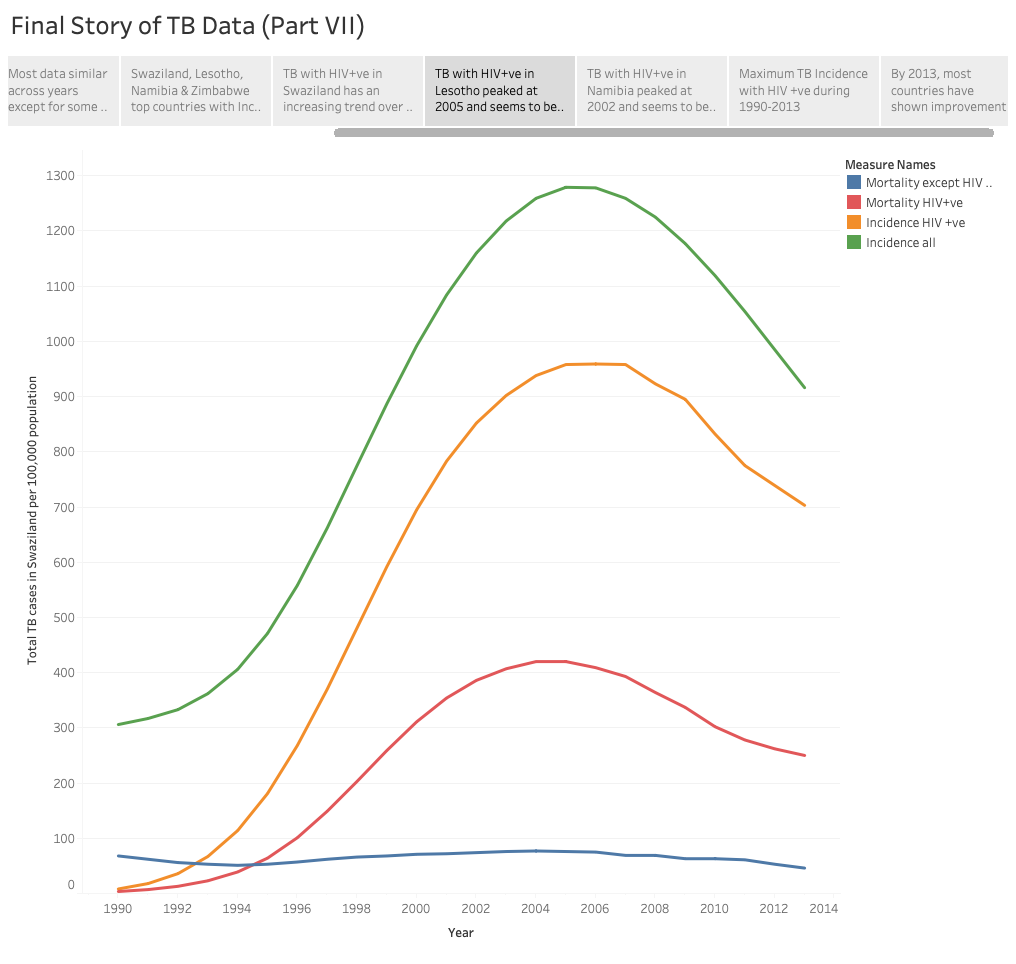 Final Story of TB Data (Part VII)
Most data similar
across years
except for some ..
Swaziland, Lesotho,
Namibia & Zimbabwe
top countries with Inc..
TB with HIV+ve in
Swaziland has an
increasing trend over ..
TB with HIV+ve in
Lesotho peaked at
2005 and seems to be..
TB with HIV+ve in
Namibia peaked at
2002 and seems to be..
Maximum TB Incidence
with HIV +ve during
1990-2013
By 2013, most
countries have
shown improvement
Measure Names
Mortality except HIV ..
Mortality HIV+ve
Incidence HIV +ve
Incidence all
Total TB cases in Swaziland per 100,000 population
1300
1200
1100
1000
900
800
700
600
500
400
300
200
100
0
1990 1992 1994 1996 1998 2000 2002 2004 2006 2008 2010 2012 2014
Year